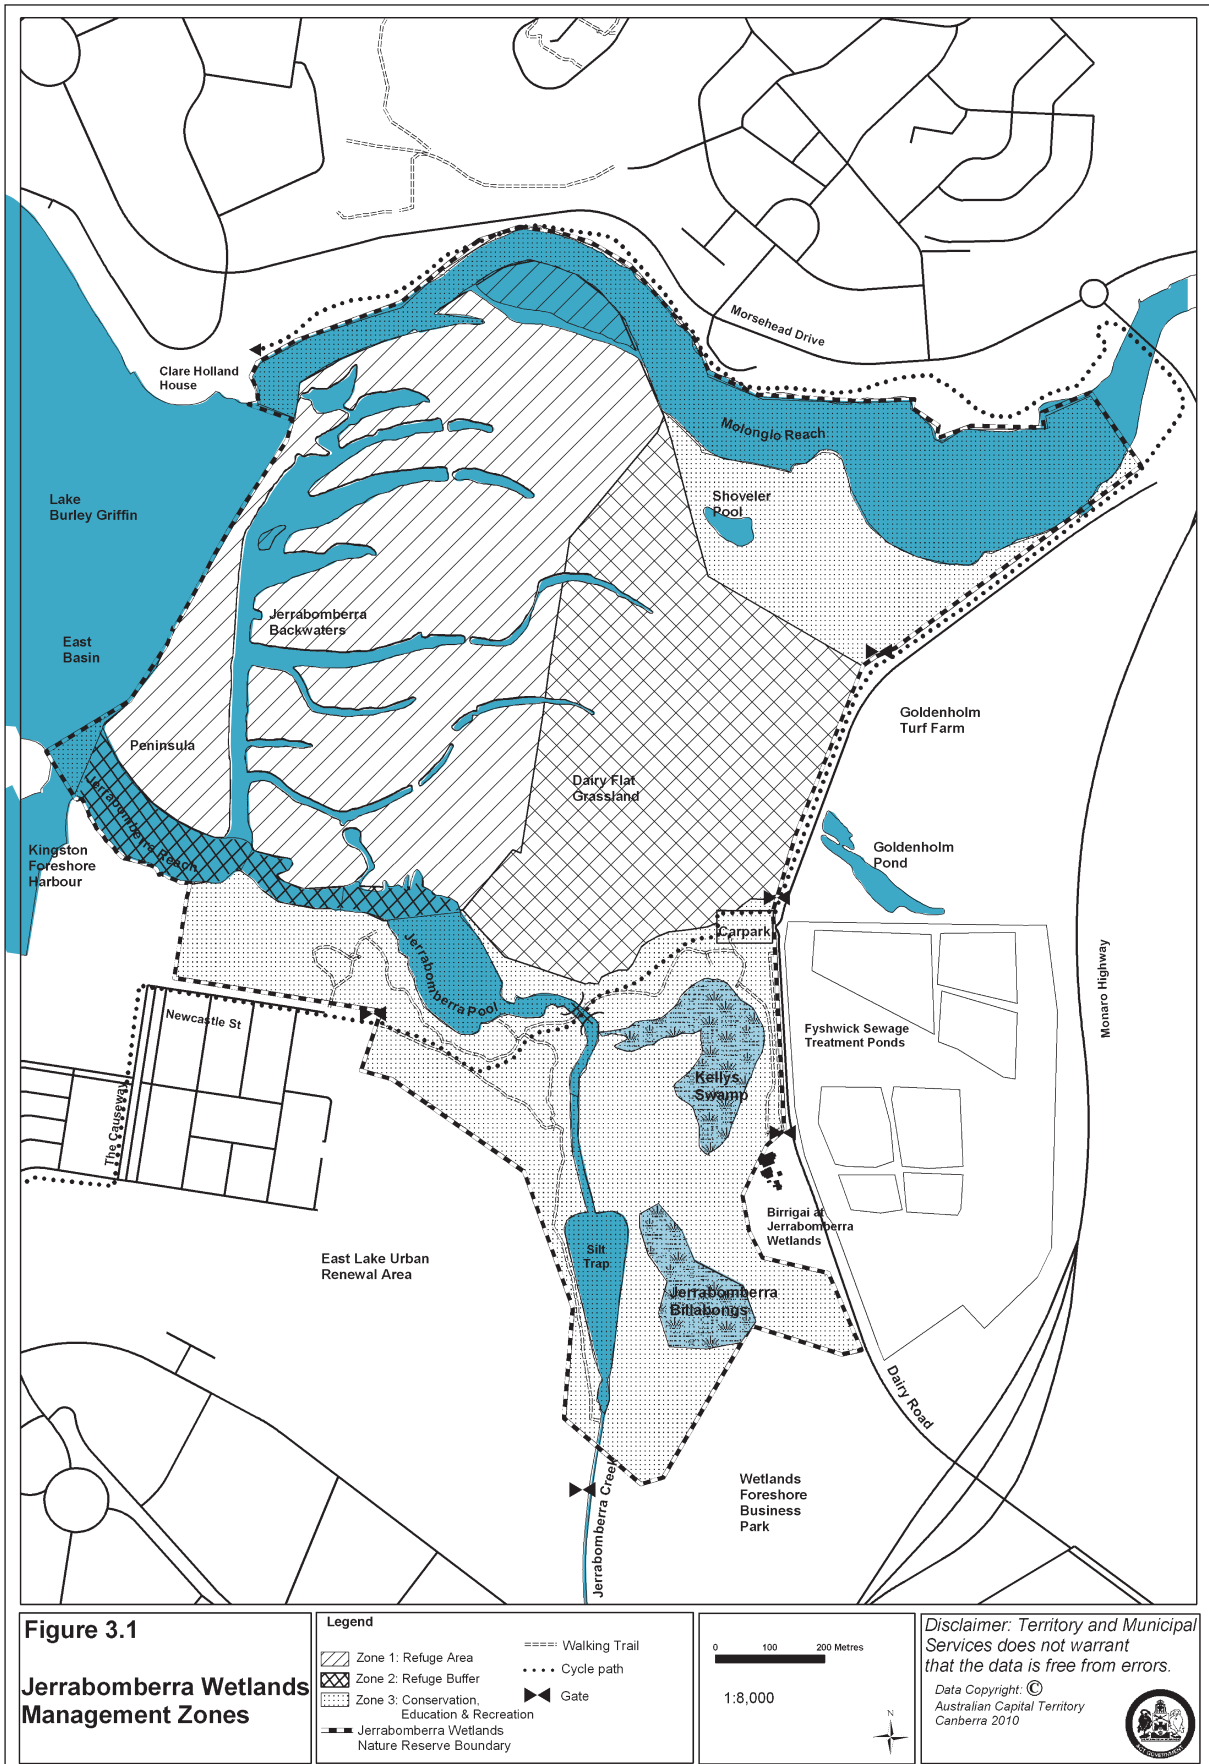 Morsehead Drive
Clare Holland
House
Molonglo Reach
Lake
Burley Griffin
Shoveler
Pool
Jerrabomberra
Backwaters
East
Basin
Goldenholm
Turf Farm
Peninsula
Dairy Flat
Grassland
Jerrabomberra Reach
Kingston
Foreshore
Harbour
Goldenholm
Pond
Carpark
Jerrabomberra Pool
Monaro Highway
Newcastle St
Fyshwick Sewage
Treatment Ponds
Kellys
Swamp
The Causeway
Birrigai at
Jerrabomberra
Wetlands
East Lake Urban
Renewal Area
Silt
Trap
Jerrabomberra
Billabongs
Dairy Road
Wetlands
Foreshore
Business
Park
Jerrabomberra Creek
Figure 3.1
Jerrabomberra Wetlands
Management Zones
Legend
Zone 1: Refuge Area
Zone 2: Refuge Buffer
Zone 3: Conservation,
Education & Recreation
Jerrabomberra Wetlands
Nature Reserve Boundary
Walking Trail
Cycle path
Gate
0 100 200 Metres
1:8,000
N
Disclaimer: Territory and Municipal
Services does not warrant
that the data is free from errors.
Data Copyright: ©
Australian Capital Territory
Canberra 2010
ACT GOVERNMENT